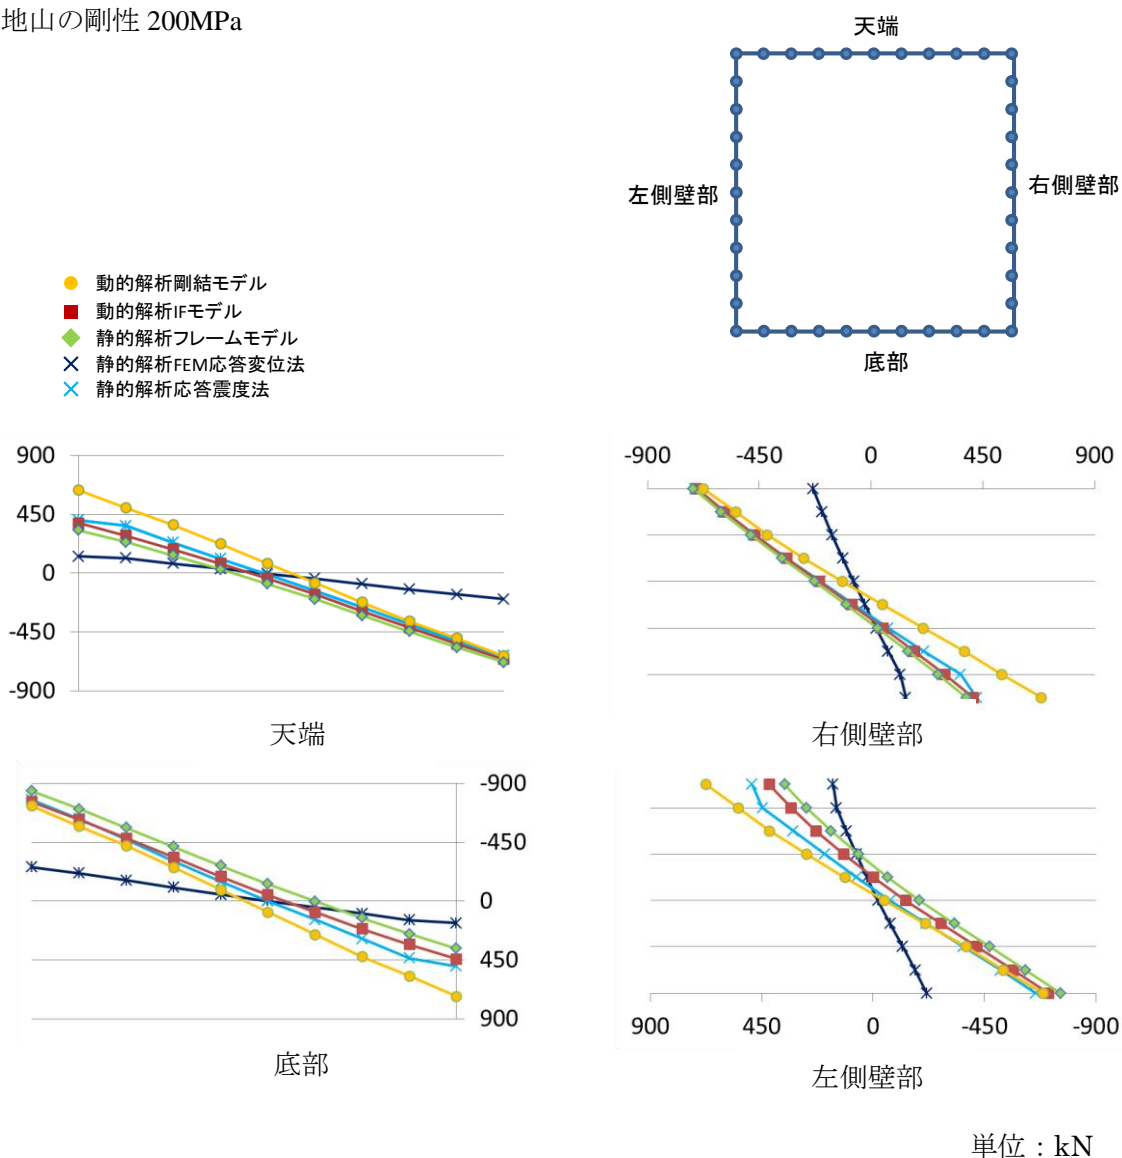 地山の剛性 200MPa
天端
左側壁部
右側壁部
底部
動的解析剛結モデル
動的解析IFモデル
静的解析フレームモデル
静的解析FEM応答変位法
静的解析応答震度法
900
450
0
-450
-900
天端
-900 -450 0 450 900
右側壁部
-900
-450
0
450
900
底部
900 450 0 -450 -900
左側壁部
単位：kN